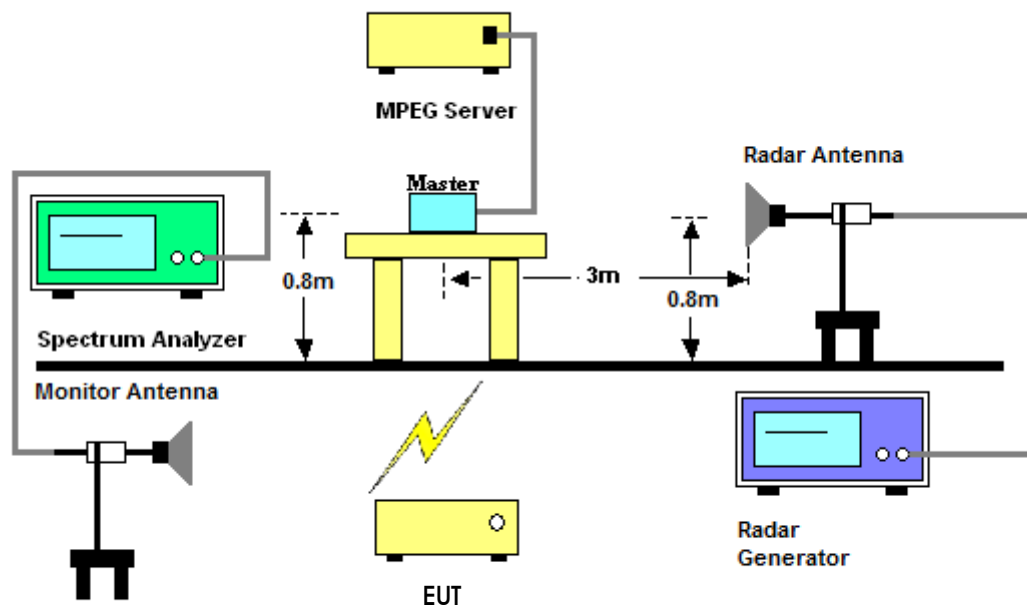 MPEG Server
Master
Radar Antenna
0.8m
3m
0.8m
Spectrum Analyzer
Monitor Antenna
Radar
Generator
EUT